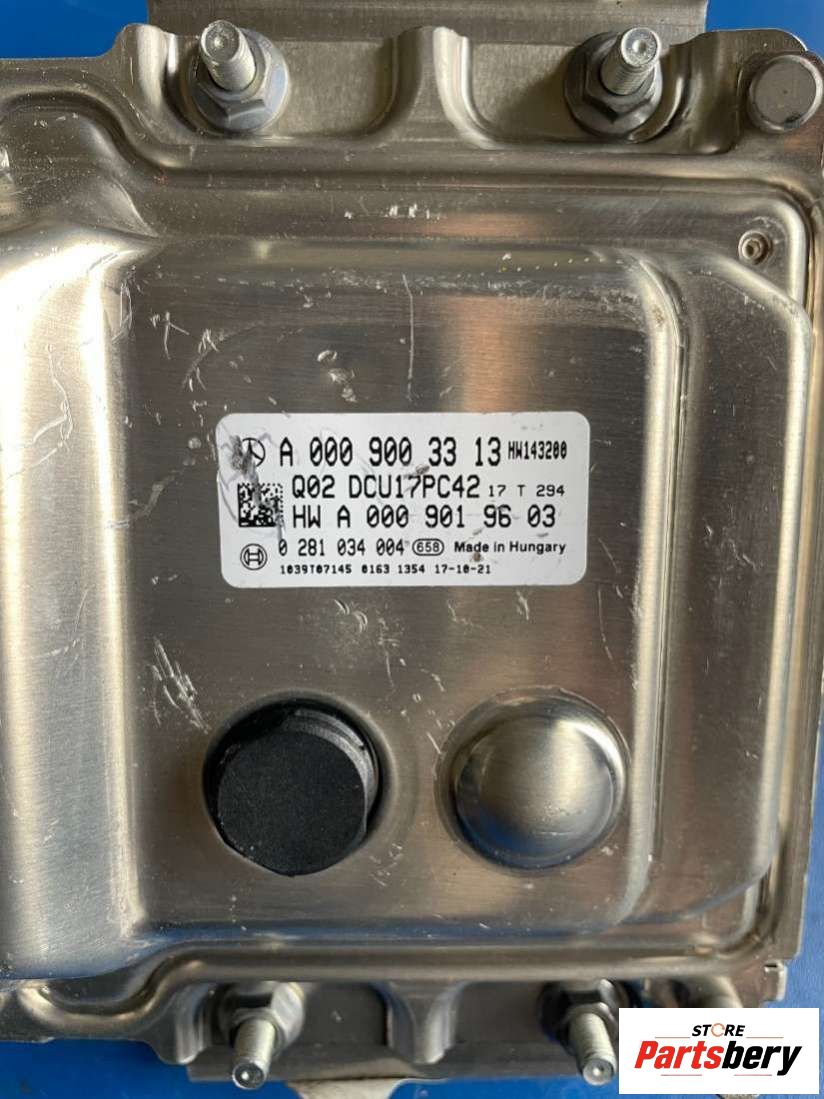 A 000 900 33 13 HW143200
Q02 DCU17PC42 17 T 294
HW A 000 901 96 03
0 281 034 004 658 Made in Hungary
1039T07145 0163 1354 17-10-21
STORE
Partsbery